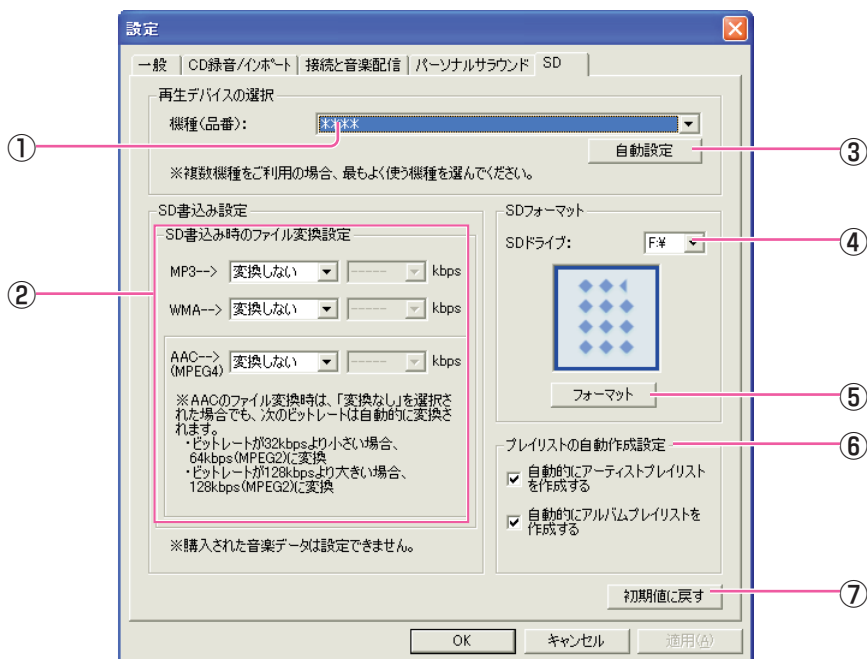 設定
一般 CD録音/インポート 接続と音楽配信 パーソナルサラウンド SD
再生デバイスの選択
機種(品番): ****
①
自動設定
③
※複数機種をご利用の場合、最もよく使う機種を選んでください。
SD書込み設定
SD書込み時のファイル変換設定
②
MP3--> 変換しない ----- kbps
WMA--> 変換しない ----- kbps
AAC-->
(MPEG4) 変換しない ----- kbps
※AACのファイル変換時は、「変換なし」を選択さ
れた場合でも、次のビットレートは自動的に変換さ
れます。
・ビットレートが32kbpsより小さい場合、
64kbps(MPEG2)に変換
・ビットレートが128kbpsより大きい場合、
128kbps(MPEG2)に変換
※購入された音楽データは設定できません。
SDフォーマット
SDドライブ: F:¥
④
フォーマット
⑤
プレイリストの自動作成設定
⑥
自動的にアーティストプレイリスト
を作成する
自動的にアルバムプレイリストを
作成する
初期値に戻す
⑦
OK キャンセル 適用(A)